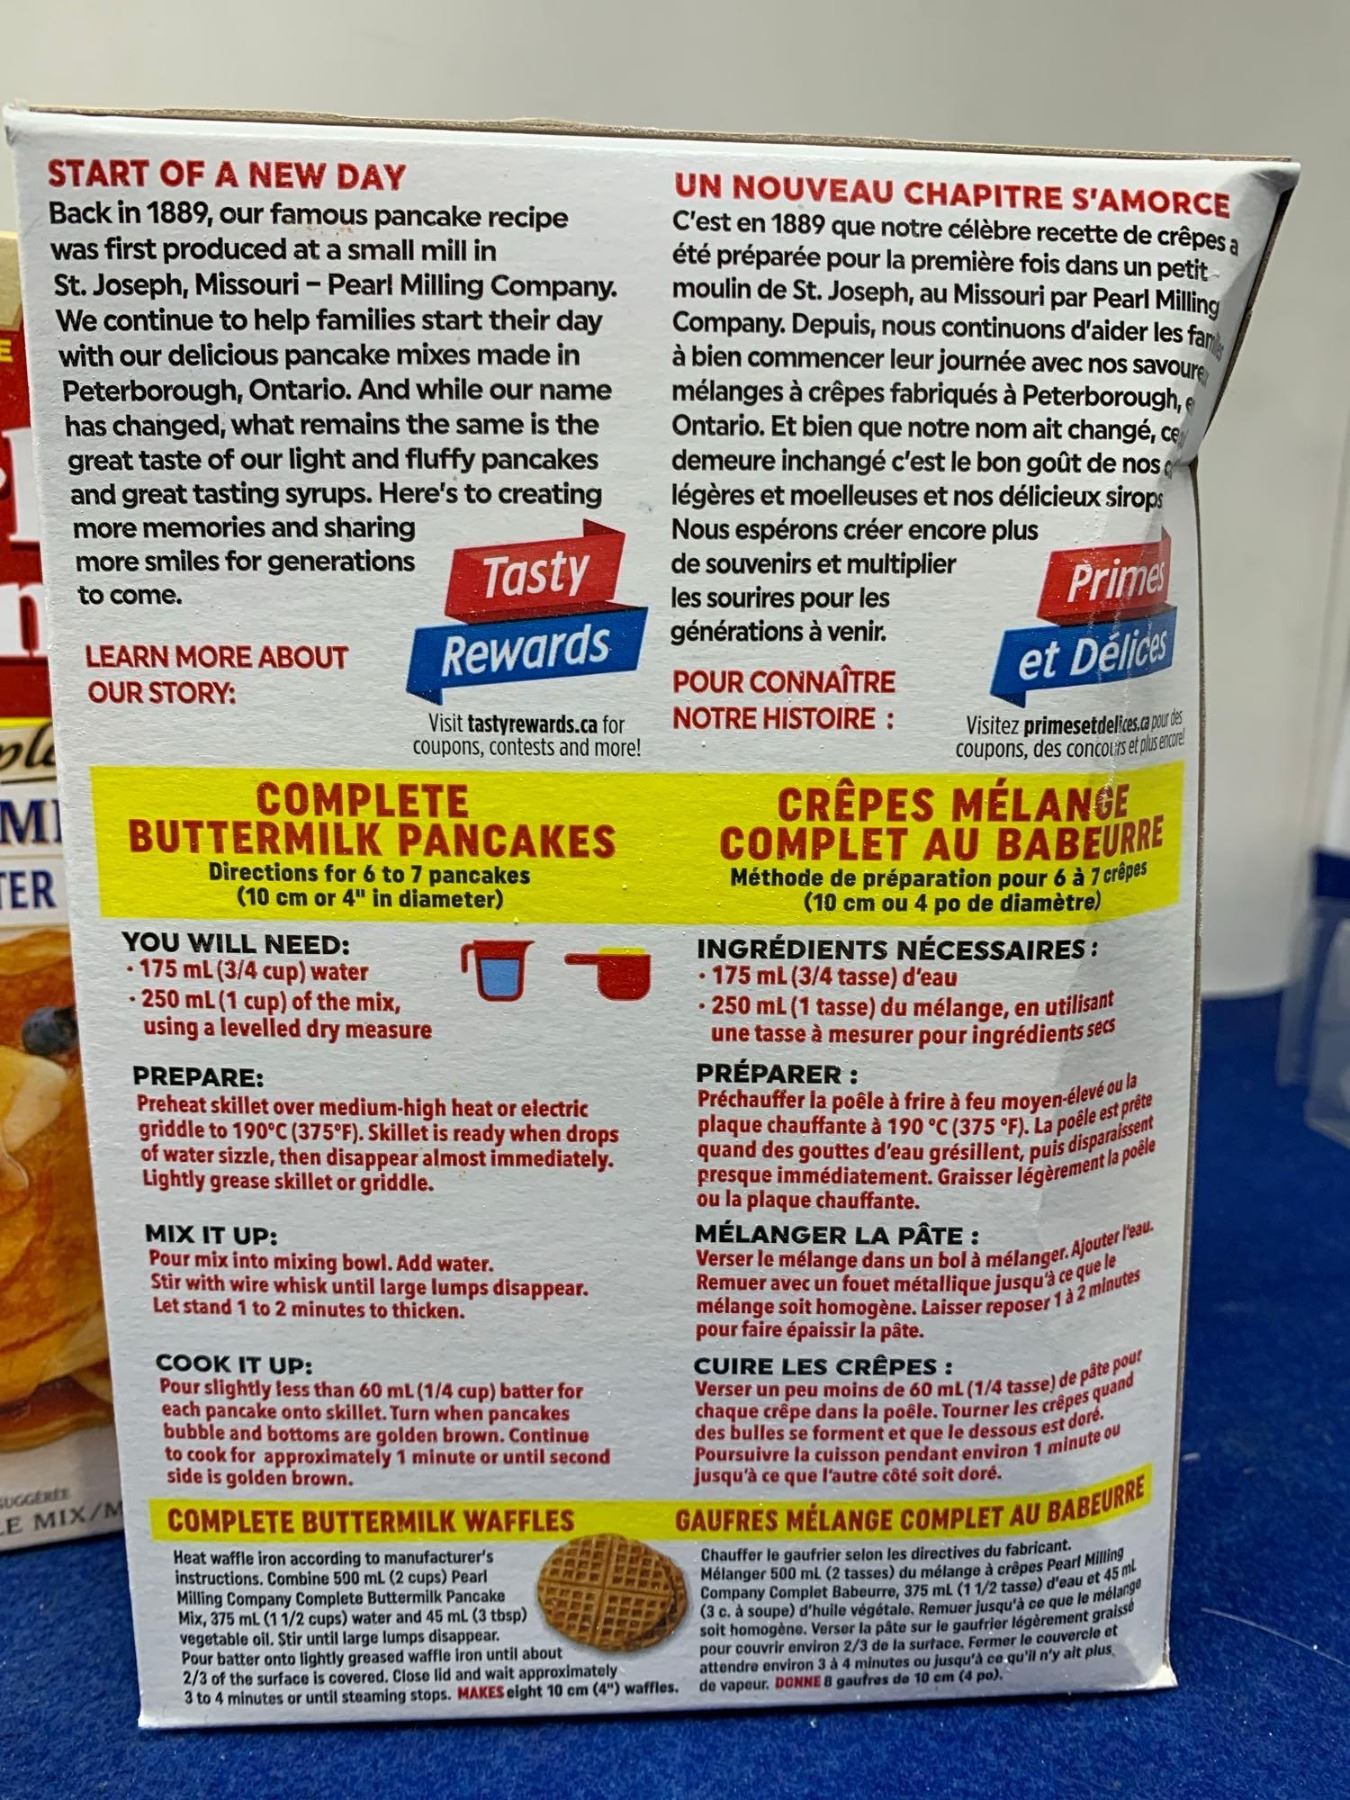 START OF A NEW DAY
Back in 1889, our famous pancake recipe
was first produced at a small mill in
St. Joseph, Missouri – Pearl Milling Company.
We continue to help families start their day
with our delicious pancake mixes made in
Peterborough, Ontario. And while our name
has changed, what remains the same is the
great taste of our light and fluffy pancakes
and great tasting syrups. Here's to creating
more memories and sharing
more smiles for generations
to come.
LEARN MORE ABOUT
OUR STORY:
Tasty
Rewards
Visit tastyrewards.ca for
coupons, contests and more!
UN NOUVEAU CHAPITRE S'AMORCE
C'est en 1889 que notre célèbre recette de crêpes a
été préparée pour la première fois dans un petit
moulin de St. Joseph, au Missouri par Pearl Milling
Company. Depuis, nous continuons d'aider les
à bien commencer leur journée avec nos
mélanges à crêpes fabriqués à Peterborough,
Ontario. Et bien que notre nom ait changé,
demeure inchangé c'est le bon goût de nos
légères et moelleuses et nos délicieux sirops
Nous espérons créer encore plus
de souvenirs et multiplier
les sourires pour les
générations à venir.
POUR CONNAÎTRE
NOTRE HISTOIRE :
Primes
et Délices
Visitez primesetdelices.ca pour des
coupons, des concours et plus encore!
COMPLETE
BUTTERMILK PANCAKES
Directions for 6 to 7 pancakes
(10 cm or 4" in diameter)
YOU WILL NEED:
• 175 mL (3/4 cup) water
• 250 mL (1 cup) of the mix,
using a levelled dry measure
PREPARE:
Preheat skillet over medium-high heat or electric
griddle to 190°C (375°F). Skillet is ready when drops
of water sizzle, then disappear almost immediately.
Lightly grease skillet or griddle.
MIX IT UP:
Pour mix into mixing bowl. Add water.
Stir with wire whisk until large lumps disappear.
Let stand 1 to 2 minutes to thicken.
COOK IT UP:
Pour slightly less than 60 mL (1/4 cup) batter for
each pancake onto skillet. Turn when pancakes
bubble and bottoms are golden brown. Continue
to cook for approximately 1 minute or until second
side is golden brown.
CRÊPES MÉLANGE
COMPLET AU BABEURRE
Méthode de préparation pour 6 à 7 crêpes
(10 cm ou 4 po de diamètre)
INGRÉDIENTS NÉCESSAIRES :
• 175 mL (3/4 tasse) d'eau
• 250 mL (1 tasse) du mélange, en utilisant
une tasse à mesurer pour ingrédients secs
PRÉPARER :
Préchauffer la poêle à frire à feu moyen-élevé ou la
plaque chauffante à 190 °C (375 °F). La poêle est prête
quand des gouttes d'eau grésillent, puis disparaissent
presque immédiatement. Graisser légèrement la poêle
ou la plaque chauffante.
MÉLANGER LA PÂTE :
Verser le mélange dans un bol à mélanger. Ajouter l'eau.
Remuer avec un fouet métallique jusqu'à ce que le
mélange soit homogène. Laisser reposer 1 à 2 minutes
pour faire épaissir la pâte.
CUIRE LES CRÊPES :
Verser un peu moins de 60 mL (1/4 tasse) de pâte pour
chaque crêpe dans la poêle. Tourner les crêpes quand
des bulles se forment et que le dessous est doré.
Poursuivre la cuisson pendant environ 1 minute ou
jusqu'à ce que l'autre côté soit doré.
COMPLETE BUTTERMILK WAFFLES
Heat waffle iron according to manufacturer's
instructions. Combine 500 mL (2 cups) Pearl
Milling Company Complete Buttermilk Pancake
Mix, 375 mL (1 1/2 cups) water and 45 mL (3 tbsp)
vegetable oil. Stir until large lumps disappear.
Pour batter onto lightly greased waffle iron until about
2/3 of the surface is covered. Close lid and wait approximately
3 to 4 minutes or until steaming stops. MAKES eight 10 cm (4") waffles.
GAUFRES MÉLANGE COMPLET AU BABEURRE
Chauffer le gaufrier selon les directives du fabricant.
Mélanger 500 mL (2 tasses) du mélange à crêpes Pearl Milling
Company Complet Babeurre, 375 mL (1 1/2 tasse) d'eau et 45 mL
(3 c. à soupe) d'huile végétale. Remuer jusqu'à ce que le mélange
soit homogène. Verser la pâte sur le gaufrier légèrement graissé
pour couvrir environ 2/3 de la surface. Fermer le couvercle et
attendre environ 3 à 4 minutes ou jusqu'à ce qu'il n'y ait plus
de vapeur. DONNE 8 gaufres de 10 cm (4 po).
SUGGÉRÉE
MIX/